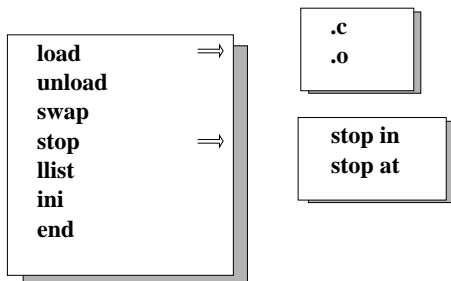 load ⇒
unload
swap
stop ⇒
llist
ini
end
.c
.o
stop in
stop at